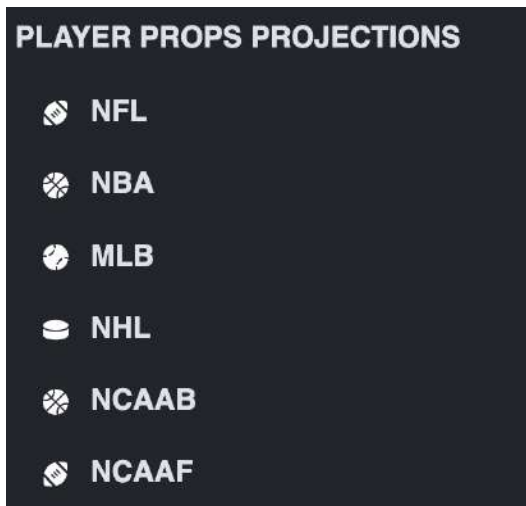 PLAYER PROPS PROJECTIONS
NFL
NBA
MLB
NHL
NCAAB
NCAAF